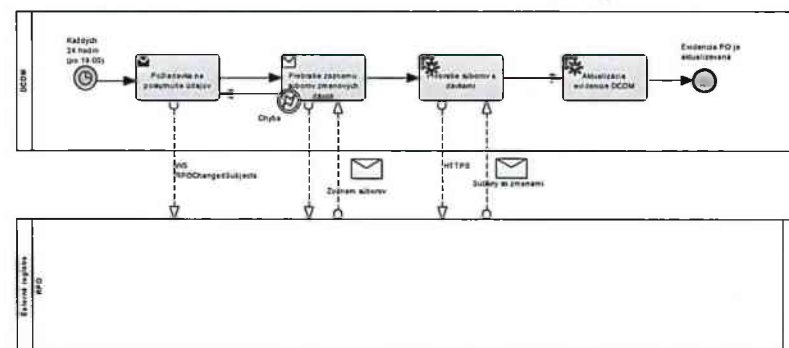 Každých
24 hodín
(po 19:00)
Požiadavka na
poskytnutie údajov
Prebratie zoznamu
súborov zmenových
dávok
Prebratie súborov s
dávkami
Aktualizácia
evidencie DCOM
Evidencia PO je
aktualizovaná
DCOM
Chyba
WS
RPOChangedSubjects
Zoznam súborov
HTTPS
Súbory so zmenami
Externé registre
RPO